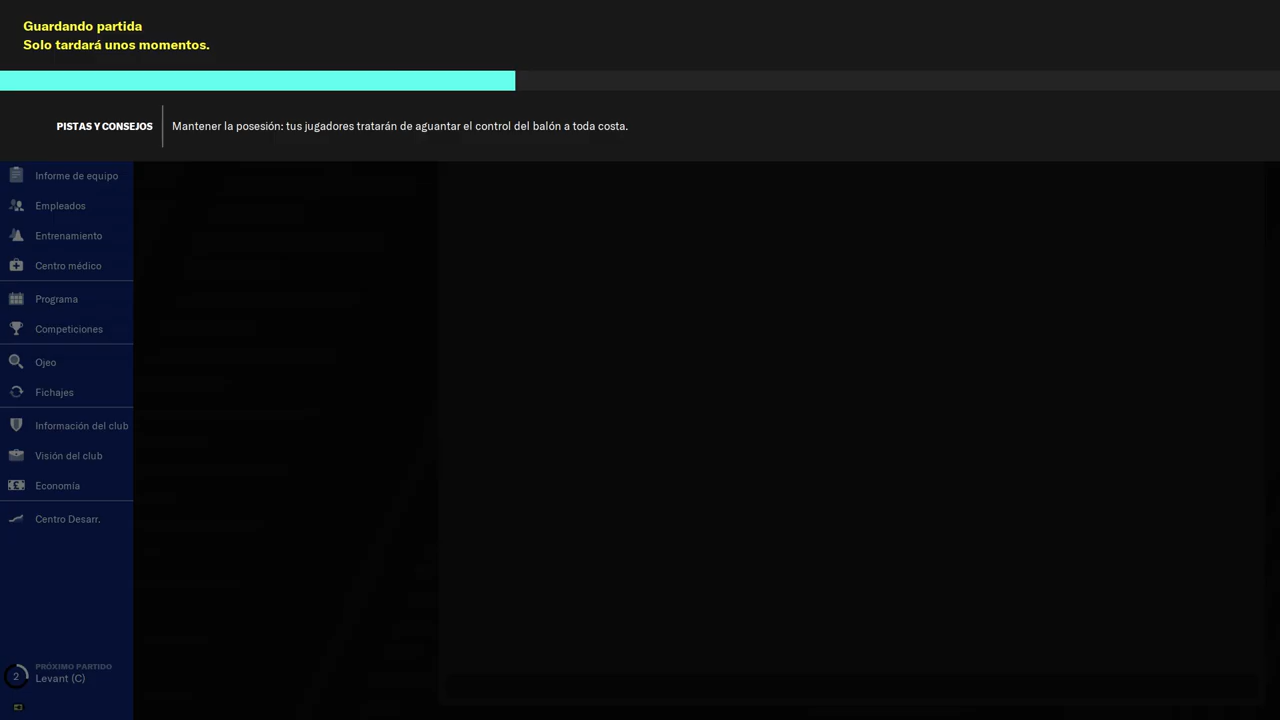 Guardando partida
Solo tardará unos momentos.
PISTAS Y CONSEJOS
Mantener la posesión: tus jugadores tratarán de aguantar el control del balón a toda costa.
Informe de equipo
Empleados
Entrenamiento
Centro médico
Programa
Competiciones
Ojeo
Fichajes
Información del club
Visión del club
Economía
Centro Desarr.
PRÓXIMO PARTIDO
2
Levant (C)